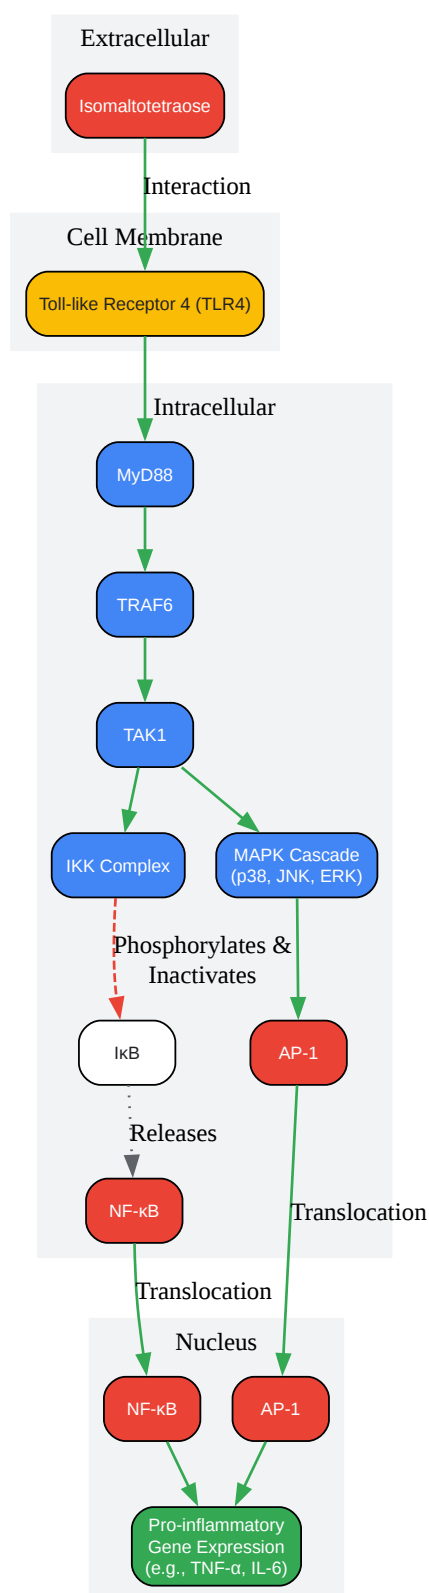 Extracellular
Isomaltotetraose
Interaction
Cell Membrane
Toll-like Receptor 4 (TLR4)
Intracellular
MyD88
TRAF6
TAK1
IKK Complex
MAPK Cascade
(p38, JNK, ERK)
Phosphorylates &
Inactivates
IκB
AP-1
Releases
NF-κB
Translocation
Translocation
Nucleus
NF-κB
AP-1
Pro-inflammatory
Gene Expression
(e.g., TNF-α, IL-6)